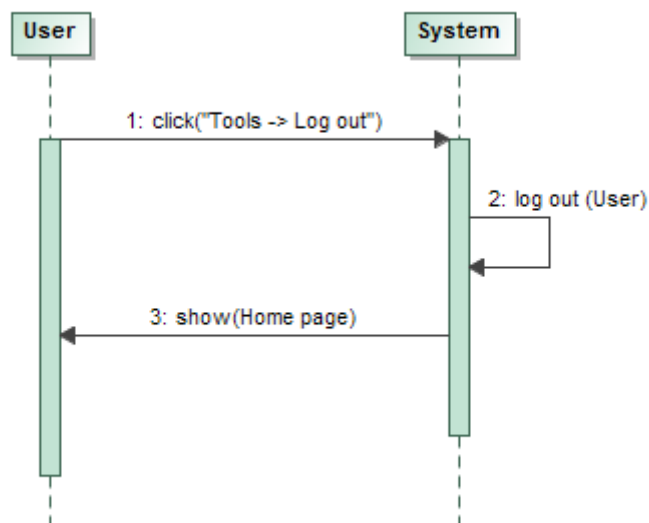 User
System
1: click("Tools -> Log out")
2: log out (User)
3: show(Home page)